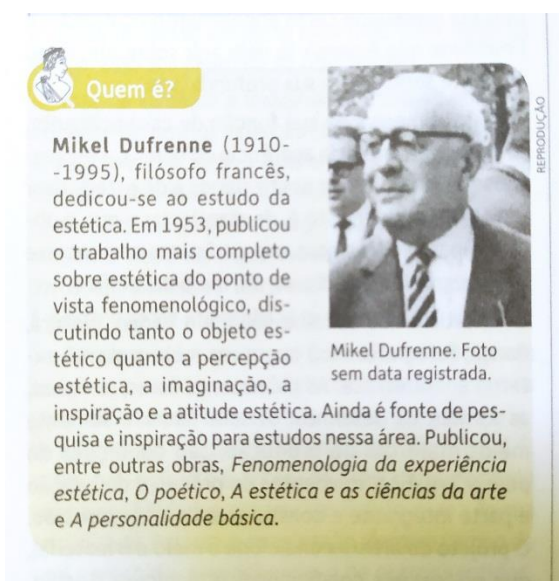 Quem é?
Mikel Dufrenne (1910-
-1995), filósofo francês,
dedicou-se ao estudo da
estética. Em 1953, publicou
o trabalho mais completo
sobre estética do ponto de
vista fenomenológico, dis-
cutindo tanto o objeto es-
tético quanto a percepção
estética, a imaginação, a
inspiração e a atitude estética. Ainda é fonte de pes-
quisa e inspiração para estudos nessa área. Publicou,
entre outras obras, Fenomenologia da experiência
estética, O poético, A estética e as ciências da arte
e A personalidade básica.
REPRODUÇÃO
Mikel Dufrenne. Foto
sem data registrada.